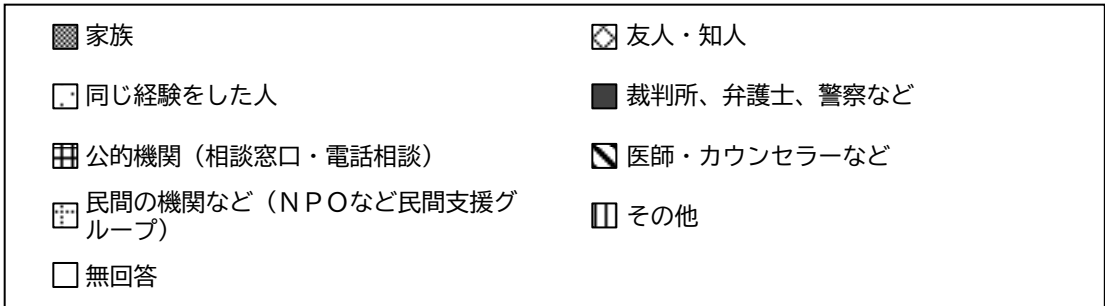 家族
友人・知人
同じ経験をした人
裁判所、弁護士、警察など
公的機関（相談窓口・電話相談）
医師・カウンセラーなど
民間の機関など（ＮＰＯなど民間支援グ
ループ）
その他
無回答